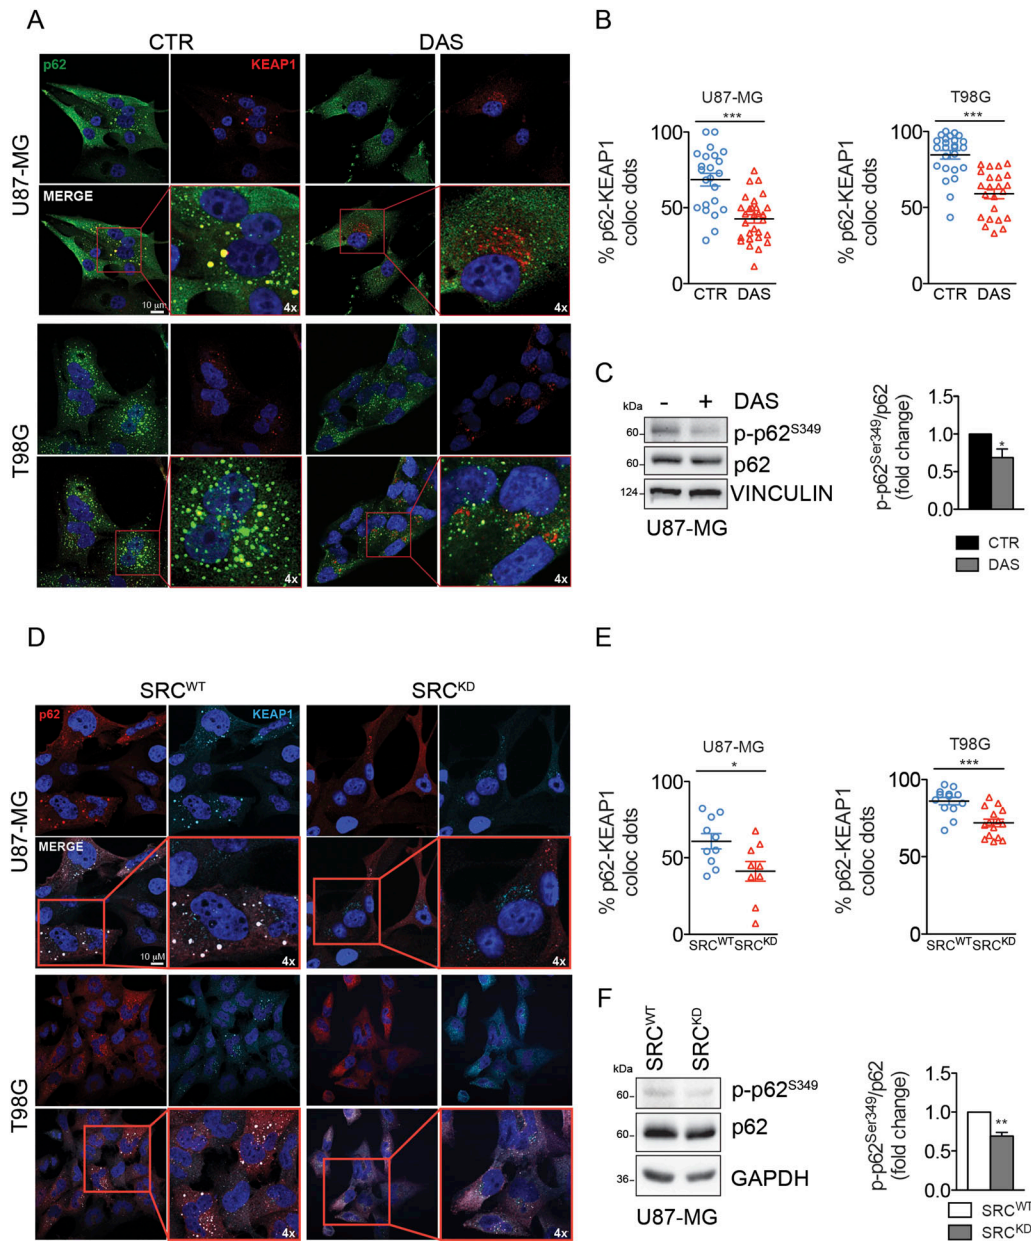 A
CTR
DAS
U87-MG
p62
KEAP1
MERGE
10 µm
4x
4x
T98G
4x
4x
B
U87-MG
***
% p62-KEAP1
coloc dots
100
50
0
CTR DAS
T98G
***
% p62-KEAP1
coloc dots
100
50
0
CTR DAS
C
kDa
- + DAS
60 p-p62S349
60 p62
124 VINCULIN
U87-MG
p-p62Ser349/p62
(fold change)
1.5
1.0
0.5
0.0
*
CTR
DAS
D
SRCWT
SRCKD
U87-MG
p62
KEAP1
MERGE
10 µM
4x
4x
T98G
4x
4x
E
U87-MG
*
% p62-KEAP1
coloc dots
100
50
0
SRCWT SRCKD
T98G
***
% p62-KEAP1
coloc dots
100
50
0
SRCWT SRCKD
F
SRCWT
SRCKD
kDa
60 p-p62S349
60 p62
36 GAPDH
U87-MG
p-p62Ser349/p62
(fold change)
1.5
1.0
0.5
0.0
**
SRCWT
SRCKD